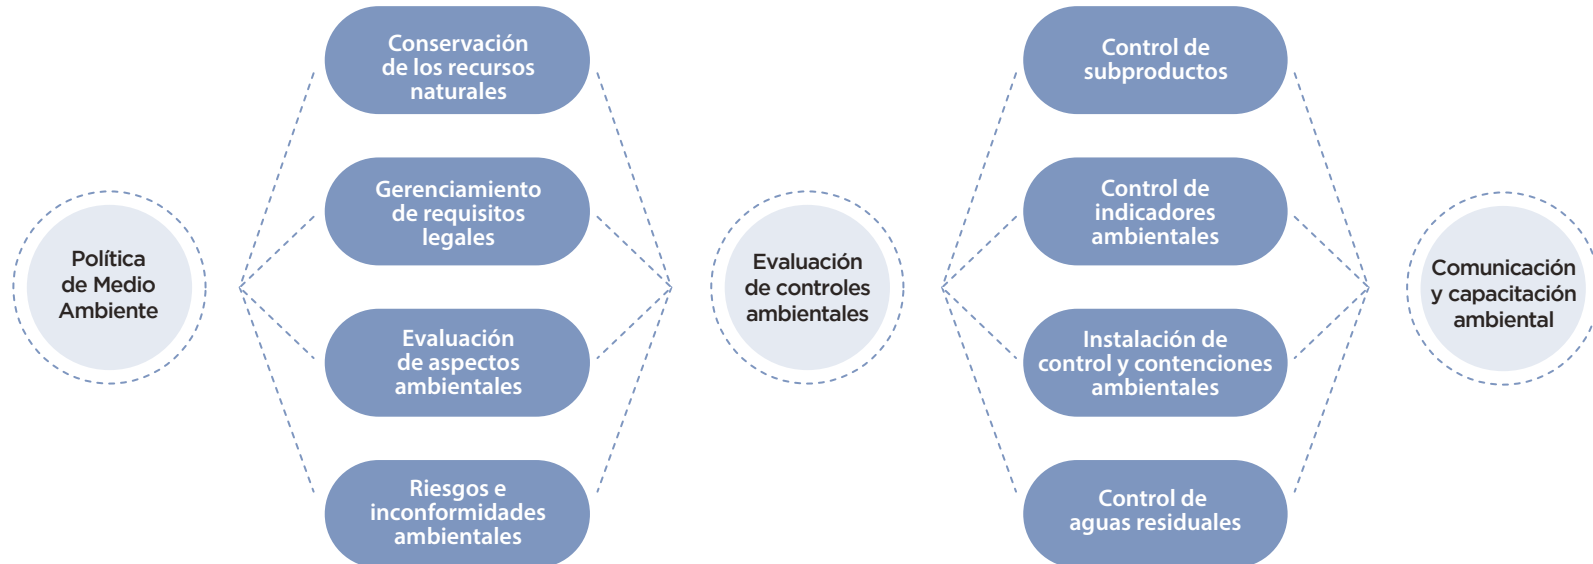 Política
de Medio
Ambiente
Conservación
de los recursos
naturales
Gerenciamiento
de requisitos
legales
Evaluación
de aspectos
ambientales
Riesgos e
inconformidades
ambientales
Evaluación
de controles
ambientales
Control de
subproductos
Control de
indicadores
ambientales
Instalación de
control y contenciones
ambientales
Control de
aguas residuales
Comunicación
y capacitación
ambiental